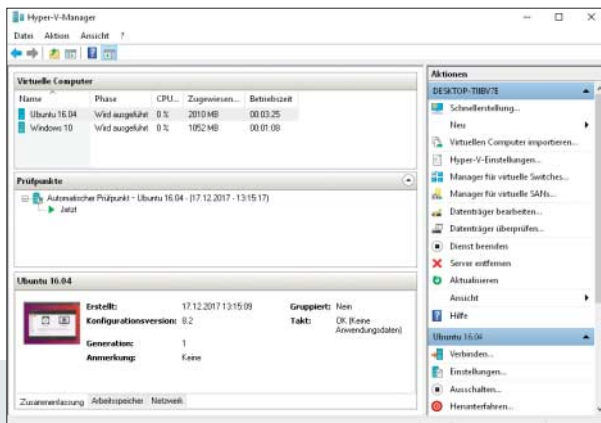 Hyper-V-Manager
Datei Aktion Ansicht ?
Virtuelle Computer
Name Phase CPU... Zugewiesen... Betriebszeit
Ubuntu 16.04 Wird ausgeführt 0 % 2010 MB 00:03:25
Windows 10 Wird ausgeführt 0 % 1052 MB 00:01:08
Prüfpunkte
Automatischer Prüfpunkt - Ubuntu 16.04 - (17.12.2017 - 13:15:17)
Jetzt
Ubuntu 16.04
Erstellt: 17.12.2017 13:15:09 Gruppiert: Nein
Konfigurationsversion: 8.2 Takt: OK (Keine
Anwendungsdaten)
Generation: 1
Anmerkung: Keine
Zusammenfassung Arbeitsspeicher Netzwerk
Aktionen
Schnellerstellung...
Neu
Virtuellen Computer importieren...
Hyper-V-Einstellungen...
Manager für virtuelle Switches...
Manager für virtuelle SANs...
Datenträger bearbeiten...
Datenträger überprüfen...
Dienst beenden
Server entfernen
Aktualisieren
Ansicht
Hilfe
Ubuntu 16.04
Verbinden...
Einstellungen...
Ausschalten...
Herunterfahren...